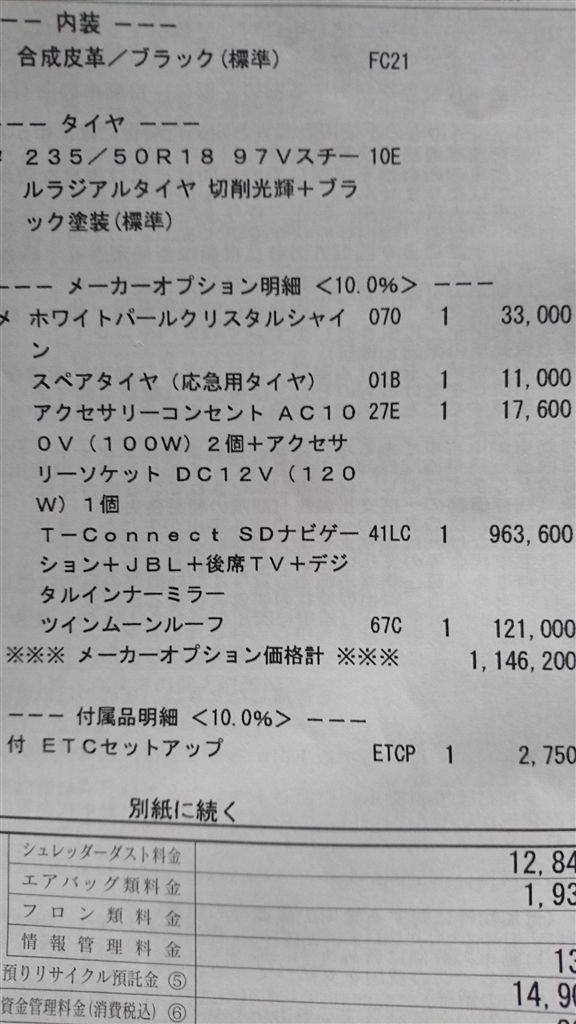 ーー 内装 ーーー
合成皮革／ブラック(標準) FC21
ーー タイヤ ーーー
２３５／５０Ｒ１８ ９７Ｖスチー 10E
ルラジアルタイヤ 切削光輝＋ブラ
ック塗装(標準)
ーーー メーカーオプション明細 ＜10.0%＞ ーーー
メ ホワイトパールクリスタルシャイ 070 1 33,000
ン
スペアタイヤ（応急用タイヤ） 01B 1 11,000
アクセサリーコンセント ＡＣ１０ 27E 1 17,600
０Ｖ（１００Ｗ）２個＋アクセサ
リーソケット ＤＣ１２Ｖ（１２０
Ｗ）１個
Ｔ－Ｃｏｎｎｅｃｔ ＳＤナビゲー 41LC 1 963,600
ション＋ＪＢＬ＋後席ＴＶ＋デジ
タルインナーミラー
ツインムーンルーフ 67C 1 121,000
※※※ メーカーオプション価格計 ※※※ 1,146,200
ーーー 付属品明細 ＜10.0%＞ ーーー
付 ＥＴＣセットアップ ETCP 1 2,750
別紙に続く
シュレッダーダスト料金 12,84
エアバッグ類料金 1,93
フロン類料金
情報管理料金 13
預りリサイクル預託金 ⑤ 14,90
資金管理料金(消費税込) ⑥